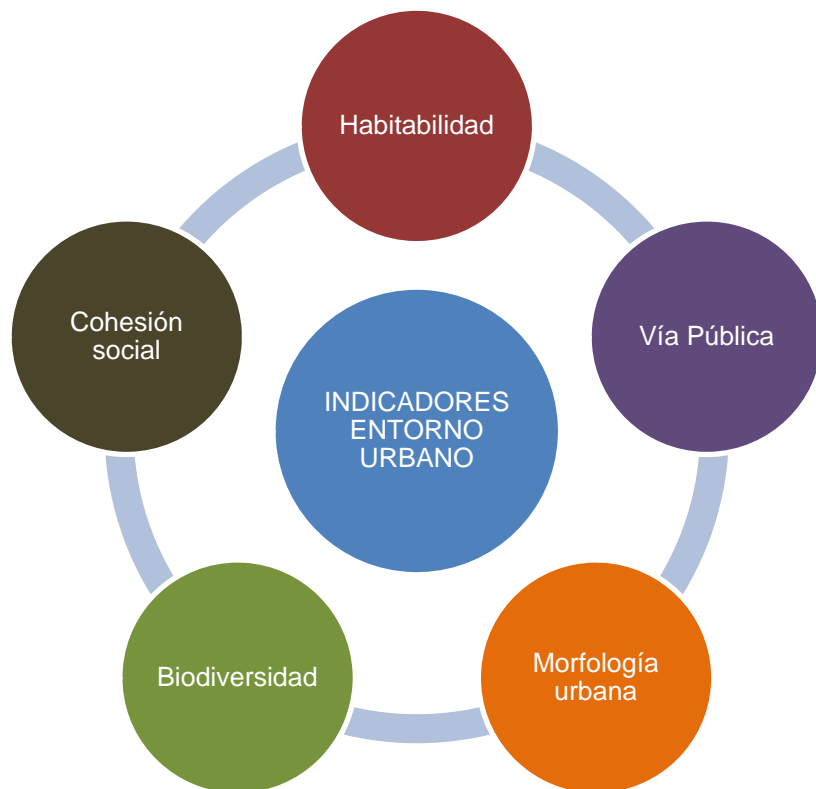 Habitabilidad
Vía Pública
Morfología
urbana
Biodiversidad
Cohesión
social
INDICADORES
ENTORNO
URBANO